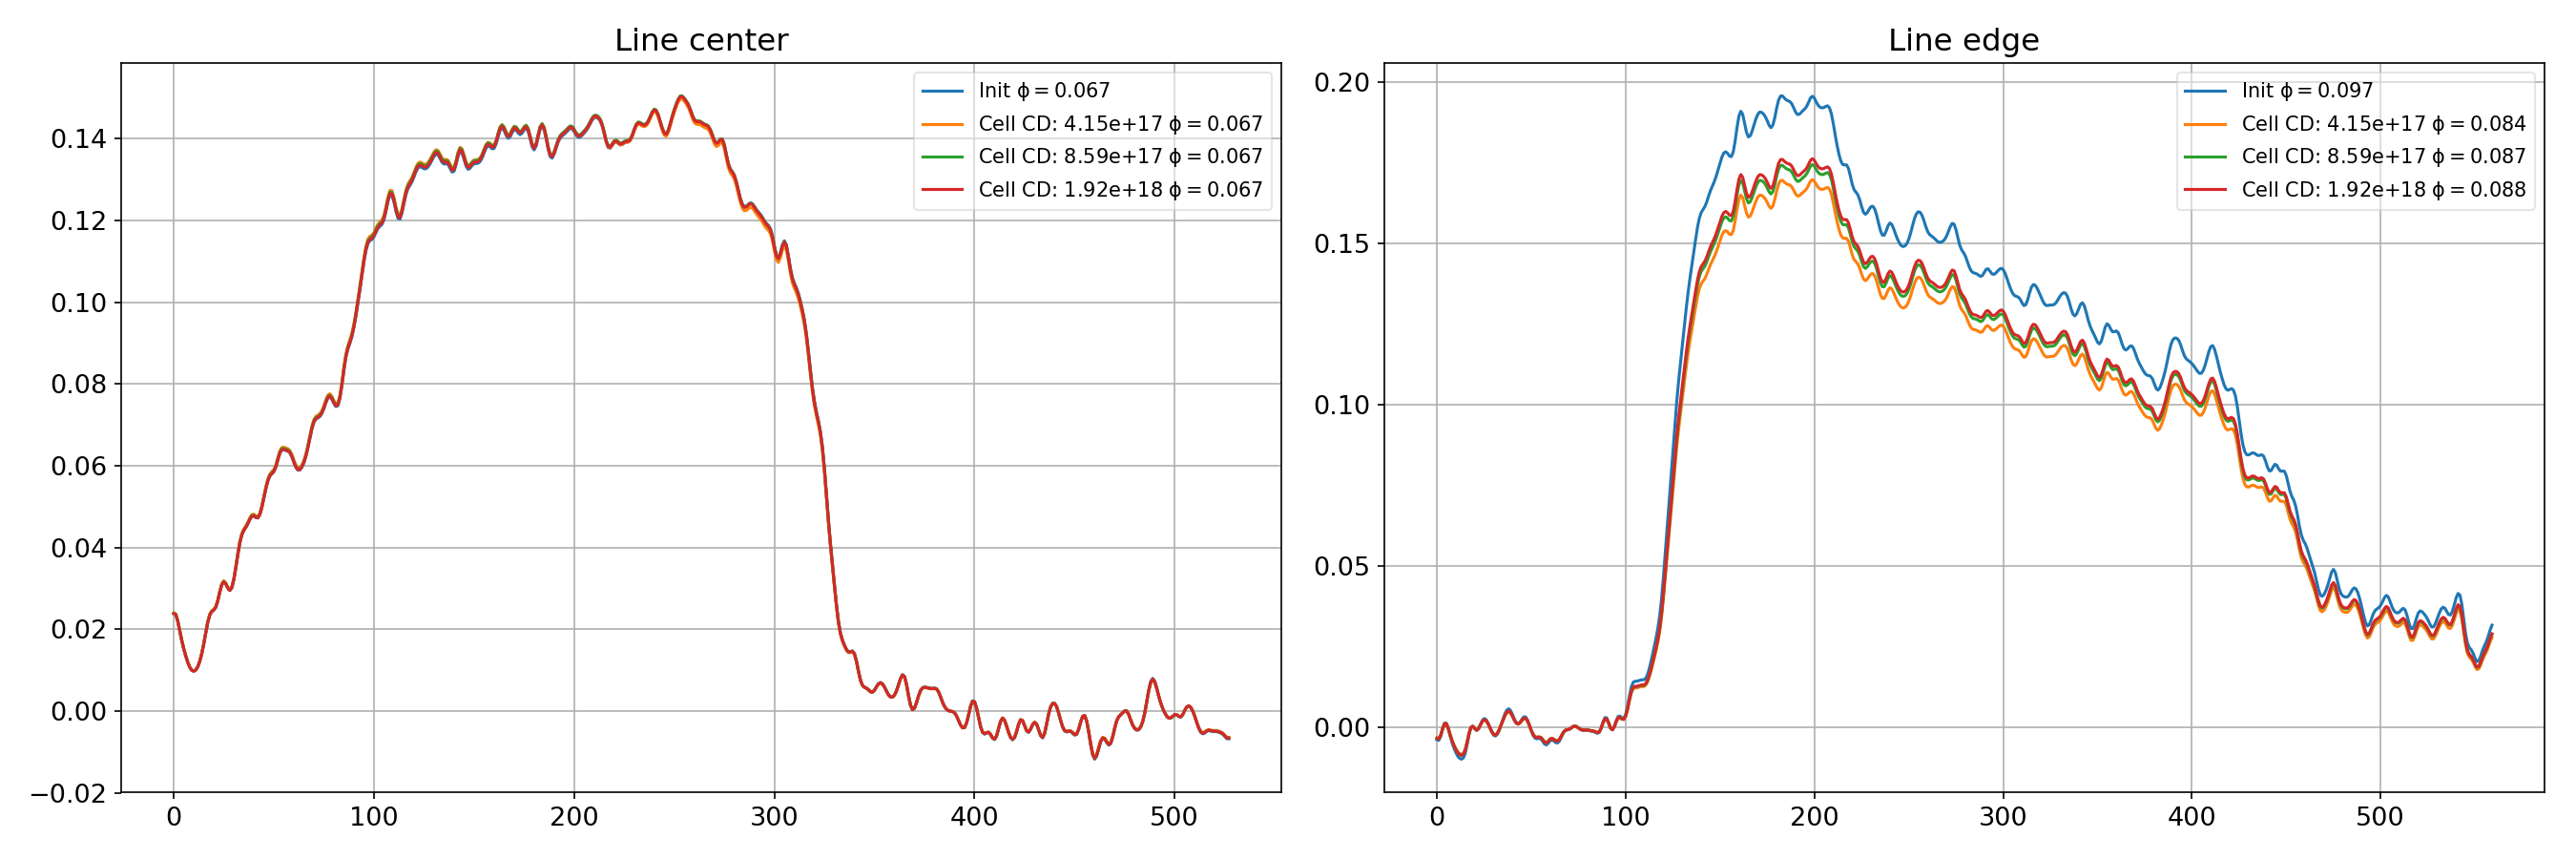 Line center
Init ϕ = 0.067
Cell CD: 4.15e+17 ϕ = 0.067
Cell CD: 8.59e+17 ϕ = 0.067
Cell CD: 1.92e+18 ϕ = 0.067
0.14
0.12
0.10
0.08
0.06
0.04
0.02
0.00
−0.02
0 100 200 300 400 500
Line edge
Init ϕ = 0.097
Cell CD: 4.15e+17 ϕ = 0.084
Cell CD: 8.59e+17 ϕ = 0.087
Cell CD: 1.92e+18 ϕ = 0.088
0.20
0.15
0.10
0.05
0.00
0 100 200 300 400 500